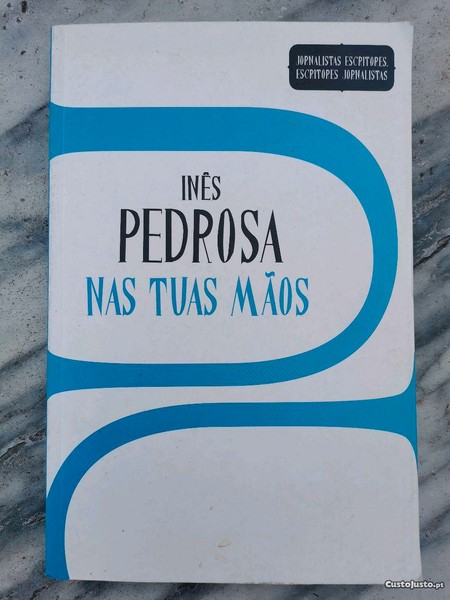 JORNALISTAS ESCRITORES,
ESCRITORES JORNALISTAS
INÊS
PEDROSA
NAS TUAS MÃOS
CustoJusto.pt